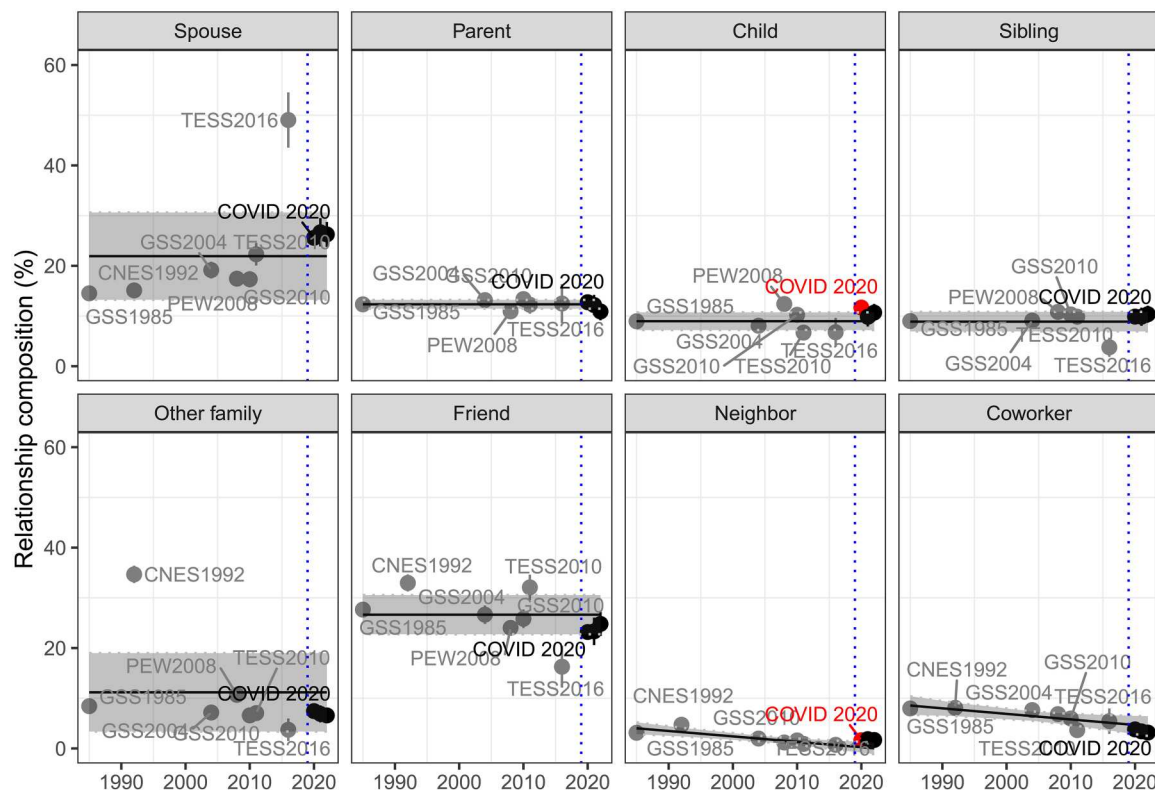 Spouse Parent Child Sibling
Relationship composition (%)
60
40
20
0
TESS2016
COVID 2020
GSS2004 TESS2010
CNES1992
PEW2008 GSS2010
GSS1985
GSS2004 GSS2010
COVID 2020
GSS1985
TESS2016
PEW2008
PEW2008
COVID 2020
GSS1985
GSS2004
TESS2016
GSS2010 TESS2010
GSS2010
PEW2008 COVID 2020
GSS1985
TESS2010
GSS2004 TESS2016
Other family Friend Neighbor Coworker
60
40
20
0
CNES1992
PEW2008 TESS2010
GSS1985 COVID 2020
GSS2004 GSS2010
TESS2016
CNES1992 TESS2010
GSS2004 GSS2010
GSS1985
PEW2008 COVID 2020
TESS2016
CNES1992
GSS2010 COVID 2020
GSS1985 TESS2016
CNES1992 GSS2010
GSS2004 TESS2016
GSS1985
TESS2010 COVID 2020
1990 2000 2010 2020 1990 2000 2010 2020 1990 2000 2010 2020 1990 2000 2010 2020